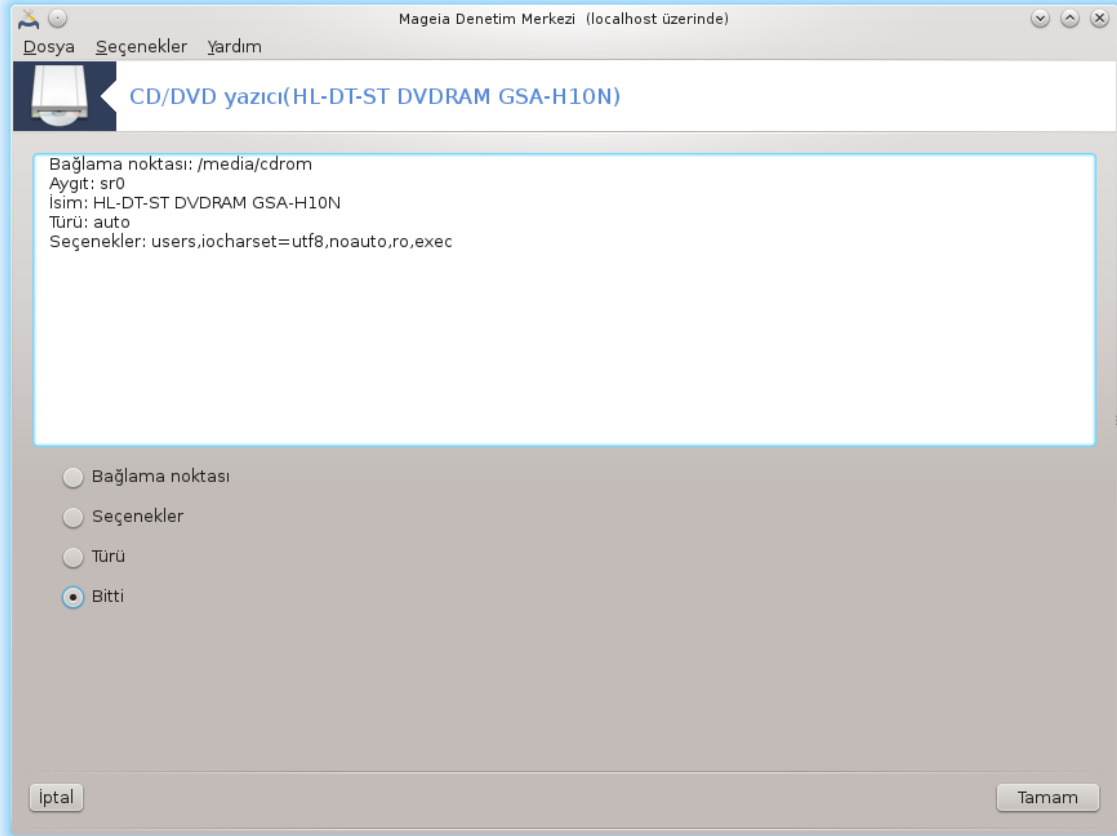 Mageia Denetim Merkezi (localhost üzerinde)
Dosya Seçenekler Yardım
CD/DVD yazıcı(HL-DT-ST DVDRAM GSA-H10N)
Bağlama noktası: /media/cdrom
Aygıt: sr0
İsim: HL-DT-ST DVDRAM GSA-H10N
Türü: auto
Seçenekler: users,iocharset=utf8,noauto,ro,exec
Bağlama noktası
Seçenekler
Türü
Bitti
İptal
Tamam